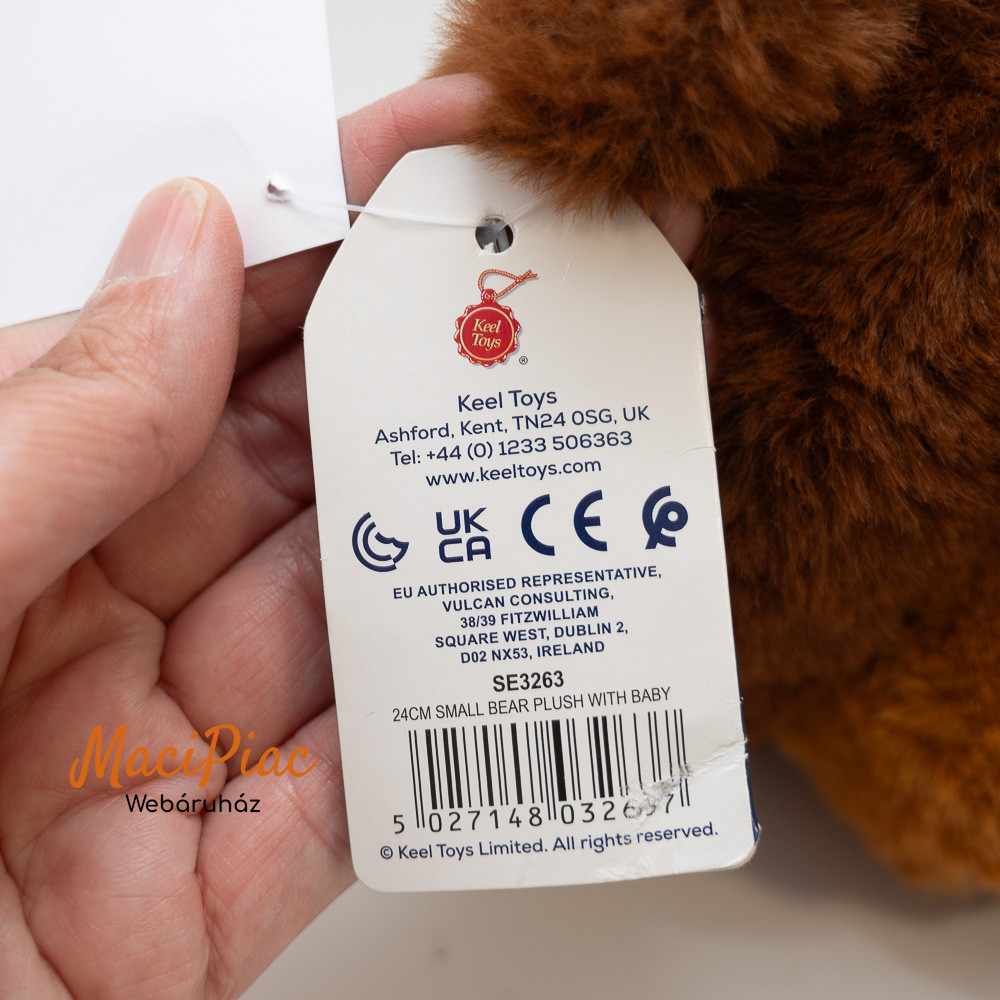 Keel
Toys
®
Keel Toys
Ashford, Kent, TN24 0SG, UK
Tel: +44 (0) 1233 506363
www.keeltoys.com
UK
CA
CE
EU AUTHORISED REPRESENTATIVE,
VULCAN CONSULTING,
38/39 FITZWILLIAM
SQUARE WEST, DUBLIN 2,
D02 NX53, IRELAND
SE3263
24CM SMALL BEAR PLUSH WITH BABY
5 027148 032637
© Keel Toys Limited. All rights reserved.
MaciPiac
Webáruház